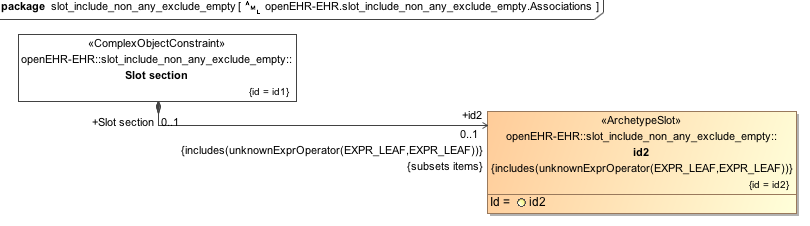 package slot_include_non_any_exclude_empty [ AML openEHR-EHR.slot_include_non_any_exclude_empty.Associations ]
«ComplexObjectConstraint»
openEHR-EHR::slot_include_non_any_exclude_empty::
Slot section
{id = id1}
+Slot section 0..1
+id2
0..1
{includes(unknownExprOperator(EXPR_LEAF,EXPR_LEAF))}
{subsets items}
«ArchetypeSlot»
openEHR-EHR::slot_include_non_any_exclude_empty::
id2
{includes(unknownExprOperator(EXPR_LEAF,EXPR_LEAF))}
{id = id2}
Id = id2